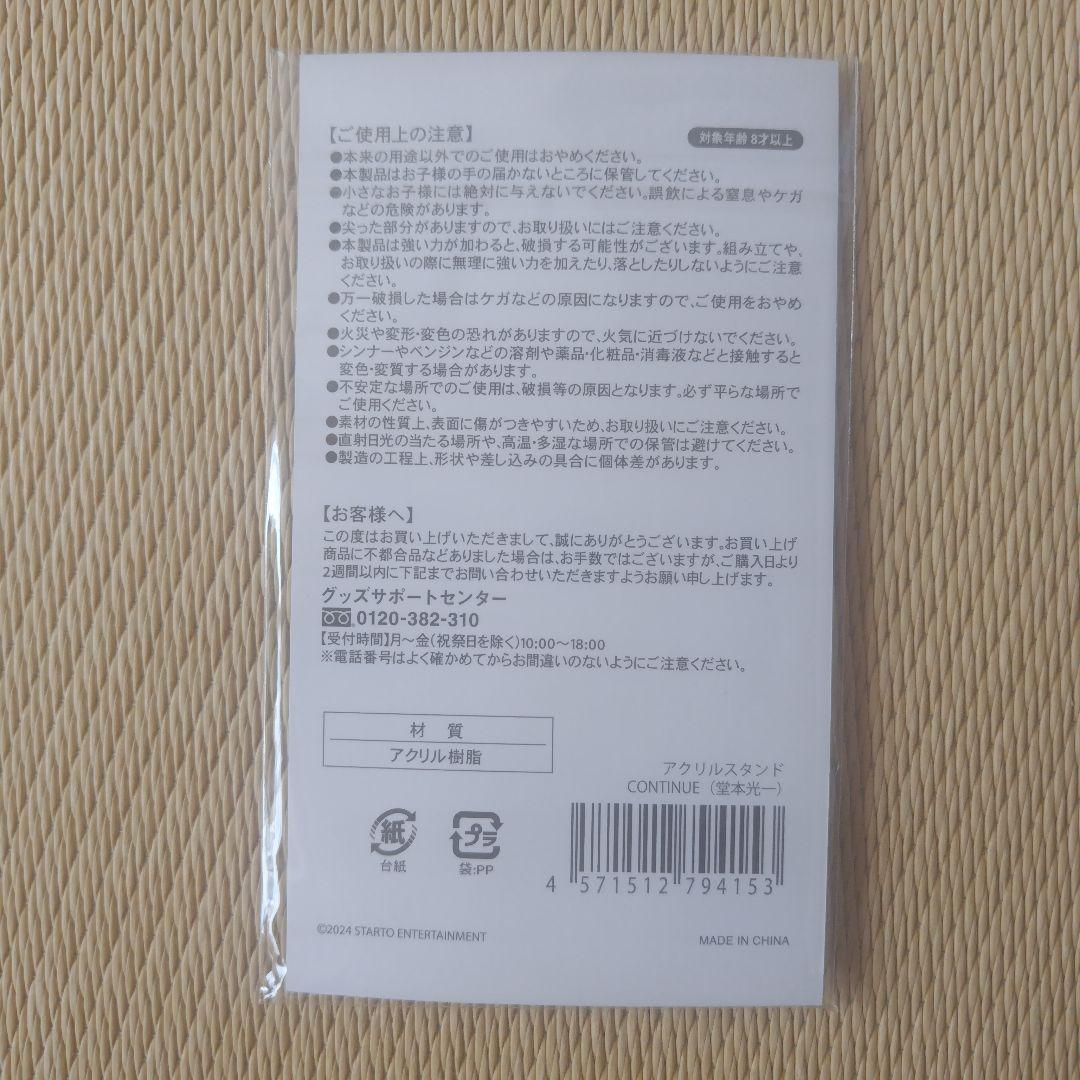 【ご使用上の注意】
対象年齢 8才以上
●本来の用途以外でのご使用はおやめください。
●本製品はお子様の手の届かないところに保管してください。
●小さなお子様には絶対に与えないでください。誤飲による窒息やケガ
などの危険があります。
●尖った部分がありますので、お取り扱いにはご注意ください。
●本製品は強い力が加わると、破損する可能性がございます。組み立てや、
お取り扱いの際に無理に強い力を加えたり、落としたりしないようにご注意
ください。
●万一破損した場合はケガなどの原因になりますので、ご使用をおやめ
ください。
●火災や変形・変色の恐れがありますので、火気に近づけないでください。
●シンナーやベンジンなどの溶剤や薬品・化粧品・消毒液などと接触すると
変色・変質する場合があります。
●不安定な場所でのご使用は、破損等の原因となります。必ず平らな場所で
ご使用ください。
●素材の性質上、表面に傷がつきやすいため、お取り扱いにご注意ください。
●直射日光の当たる場所や、高温・多湿な場所での保管は避けてください。
●製造の工程上、形状や差し込みの具合に個体差があります。
【お客様へ】
この度はお買い上げいただきまして、誠にありがとうございます。お買い上げ
商品に不都合品などありました場合は、お手数ではございますが、ご購入日より
2週間以内に下記までお問い合わせいただきますようお願い申し上げます。
グッズサポートセンター
0120-382-310
【受付時間】月～金（祝祭日を除く）10:00～18:00
※電話番号はよく確かめてからお間違いのないようにご注意ください。
材 質
アクリル樹脂
アクリルスタンド
CONTINUE（堂本光一）
紙
台紙
プラ
袋:PP
4 571512 794153
©2024 STARTO ENTERTAINMENT
MADE IN CHINA